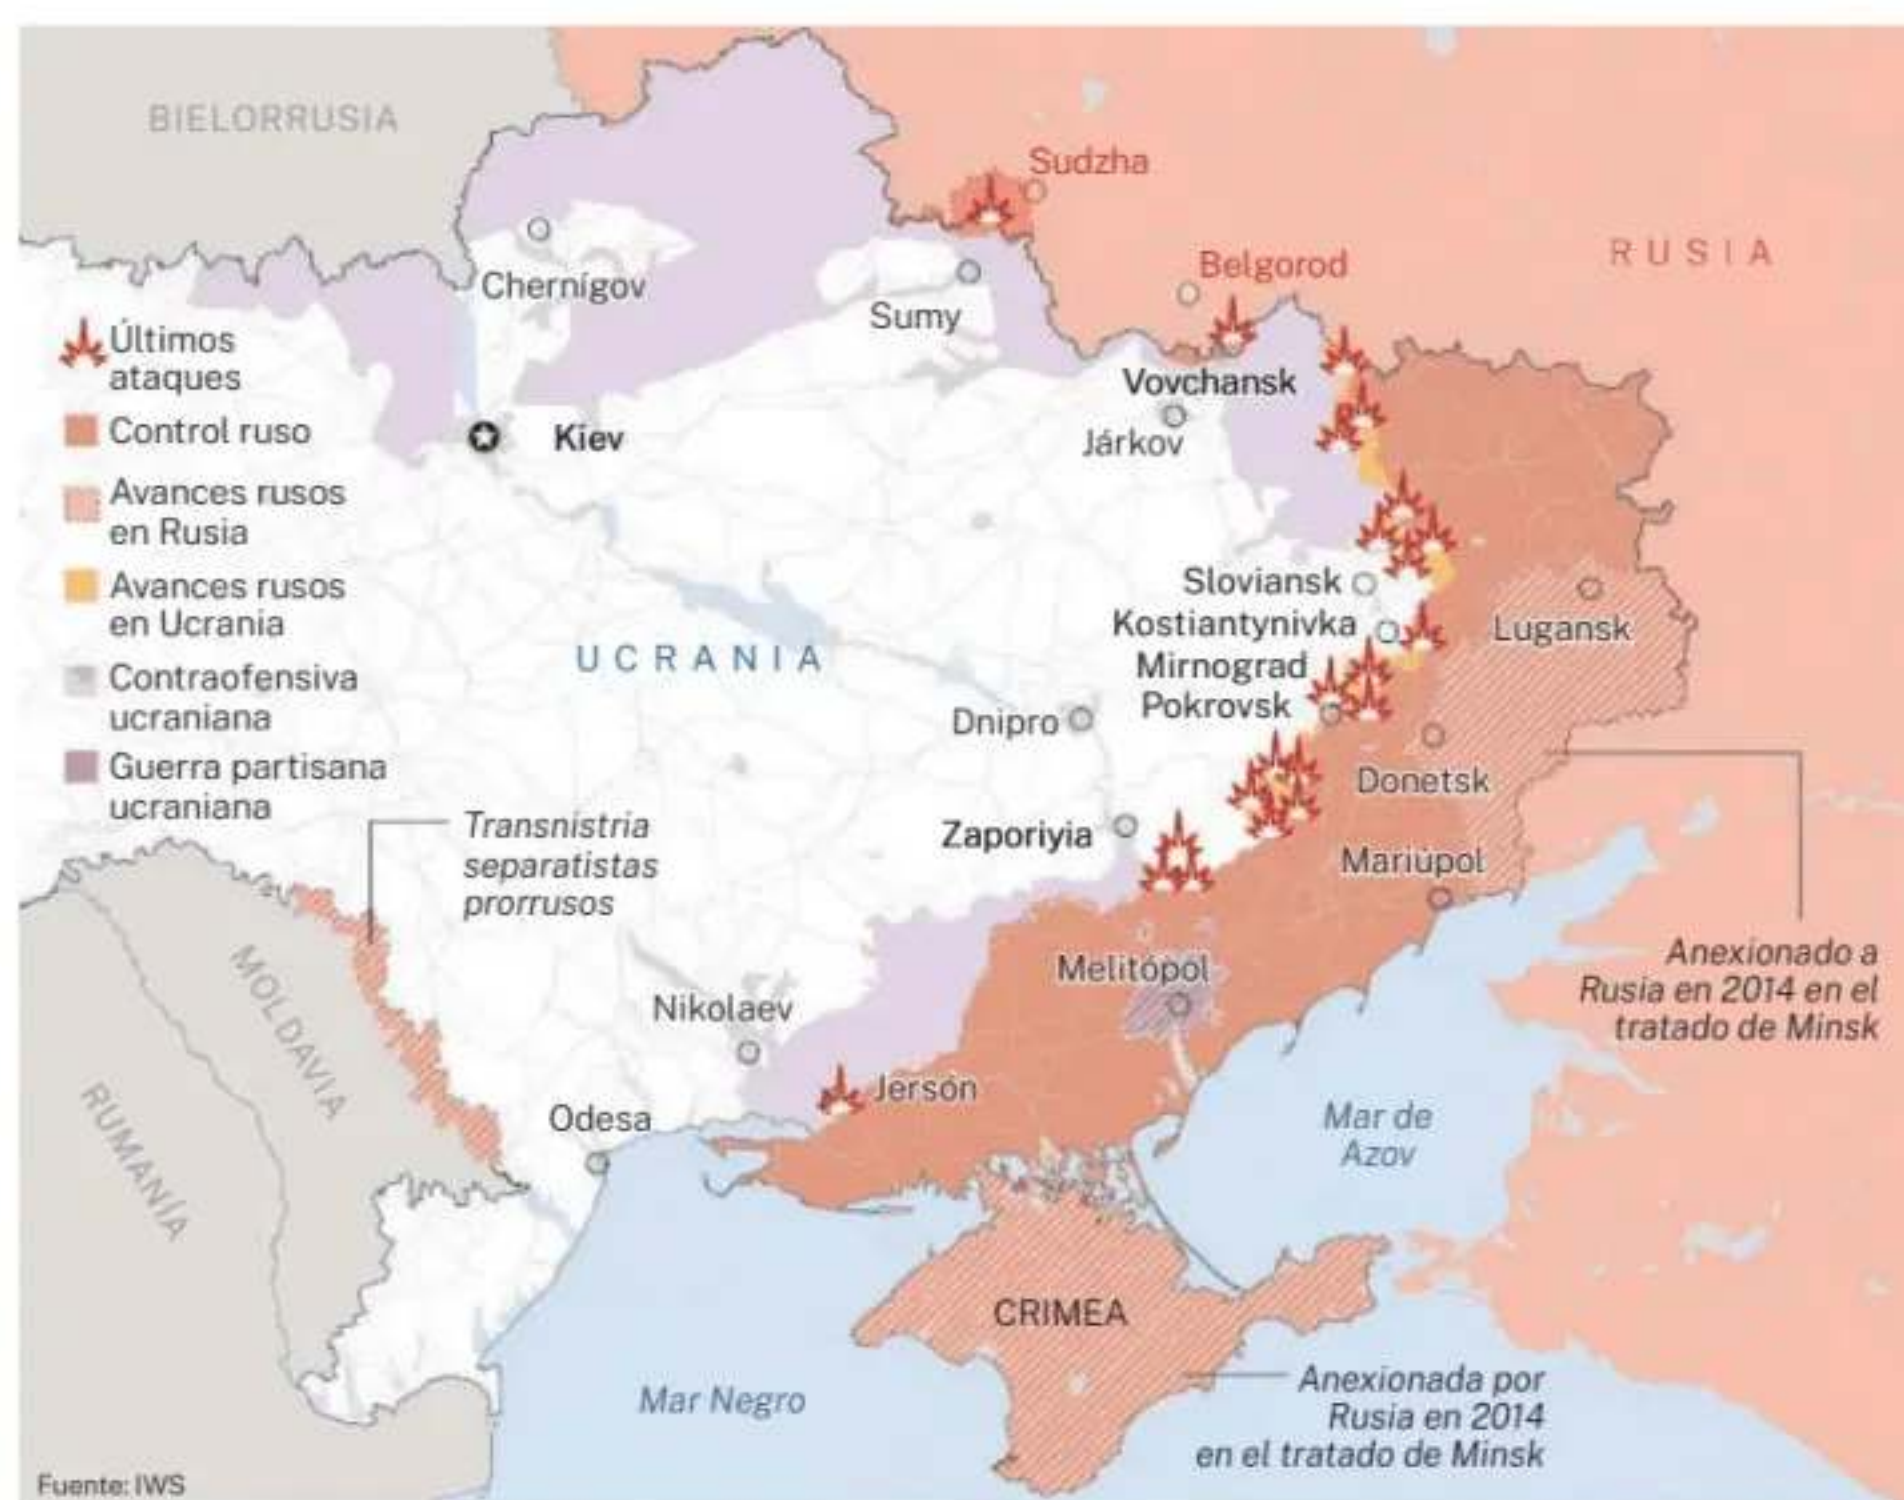 BIELORRUSIA
Sudzha
RUSIA
Belgorod
Chernígov
Sumy
Últimos
ataques
Control ruso
Avances rusos
en Rusia
Avances rusos
en Ucrania
Contraofensiva
ucraniana
Guerra partisana
ucraniana
Vovchansk
Járkov
Kiev
UCRANIA
Sloviansk
Kostiantynivka
Mirnograd
Pokrovsk
Lugansk
Dnipro
Donetsk
Zaporiyia
Mariúpol
Transnistria
separatistas
prorrusos
Anexionado a
Rusia en 2014 en el
tratado de Minsk
Melitópol
MOLDAVIA
Nikolaev
Jersón
RUMANÍA
Odesa
Mar de
Azov
CRIMEA
Mar Negro
Anexionada por
Rusia en 2014
en el tratado de Minsk
Fuente: IWS